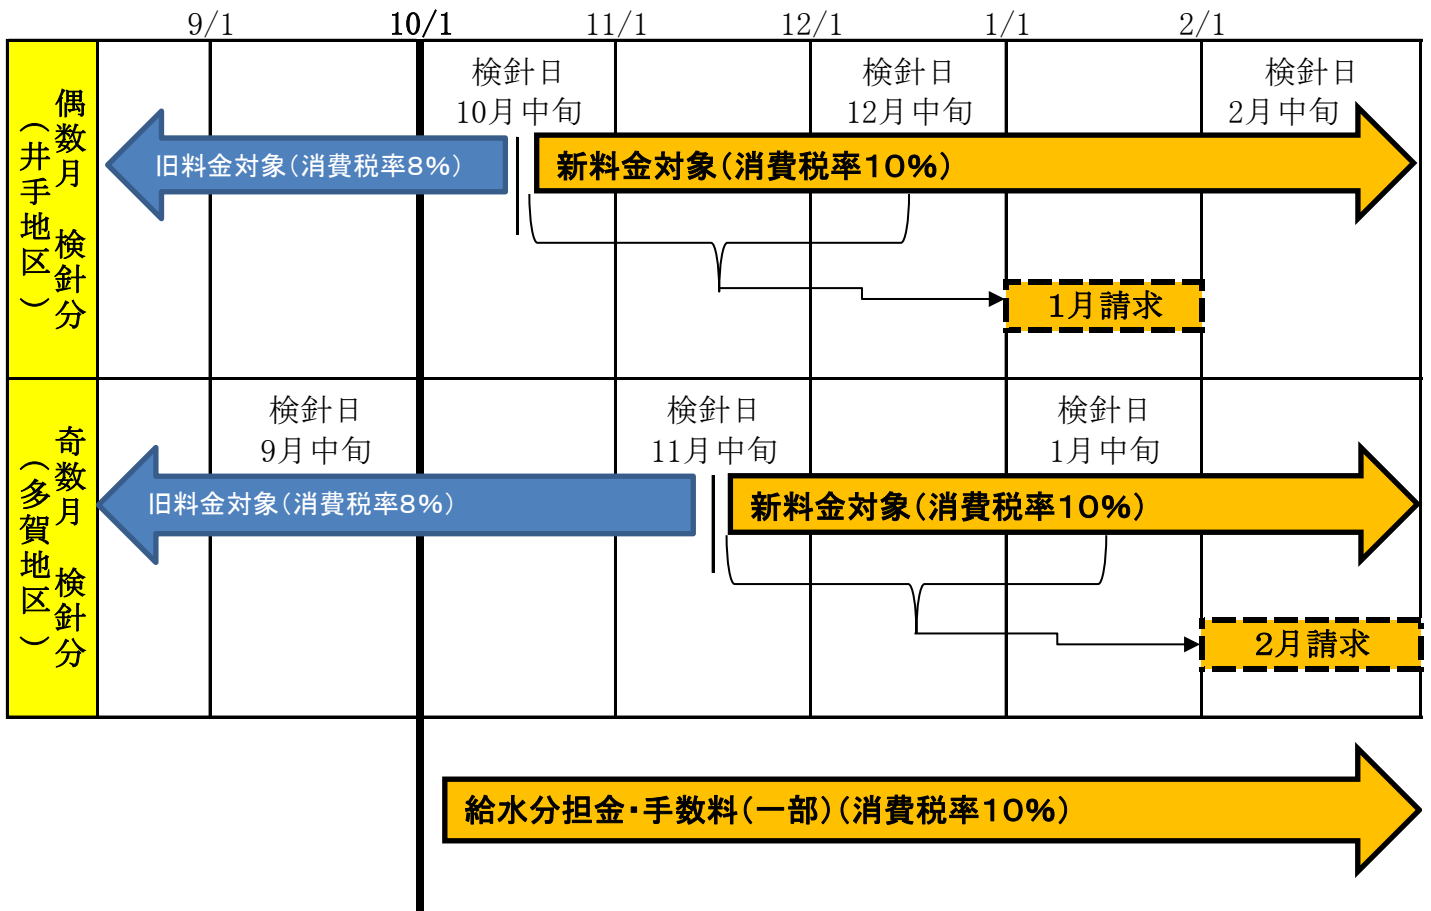 9/1
10/1
11/1
12/1
1/1
2/1
偶数月 検針分
（井手地区）
検針日
10月中旬
検針日
12月中旬
検針日
2月中旬
旧料金対象（消費税率8%）
新料金対象（消費税率10%）
1月請求
奇数月 検針分
（多賀地区）
検針日
9月中旬
検針日
11月中旬
検針日
1月中旬
旧料金対象（消費税率8%）
新料金対象（消費税率10%）
2月請求
給水分担金・手数料（一部）（消費税率10%）